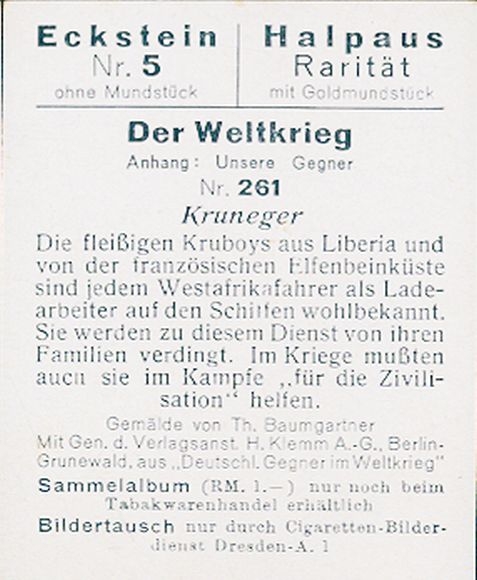 Eckstein
Nr. 5
ohne Mundstück
Halpaus
Rarität
mit Goldmundstück
Der Weltkrieg
Anhang: Unsere Gegner
Nr. 261
Kruneger
Die fleißigen Kruboys aus Liberia und
von der französischen Elfenbeinküste
sind jedem Westafrikafahrer als Lade-
arbeiter auf den Schiffen wohlbekannt.
Sie werden zu diesem Dienst von ihren
Familien verdingt. Im Kriege mußten
auch sie im Kampfe „für die Zivili-
sation“ helfen.
Gemälde von Th. Baumgartner
Mit Gen. d. Verlagsanst. H. Klemm A.-G., Berlin-
Grunewald, aus „Deutschl. Gegner im Weltkrieg“
Sammelalbum (RM. 1.—) nur noch beim
Tabakwarenhandel erhältlich
Bildertausch nur durch Cigaretten-Bilder-
dienst Dresden-A. 1